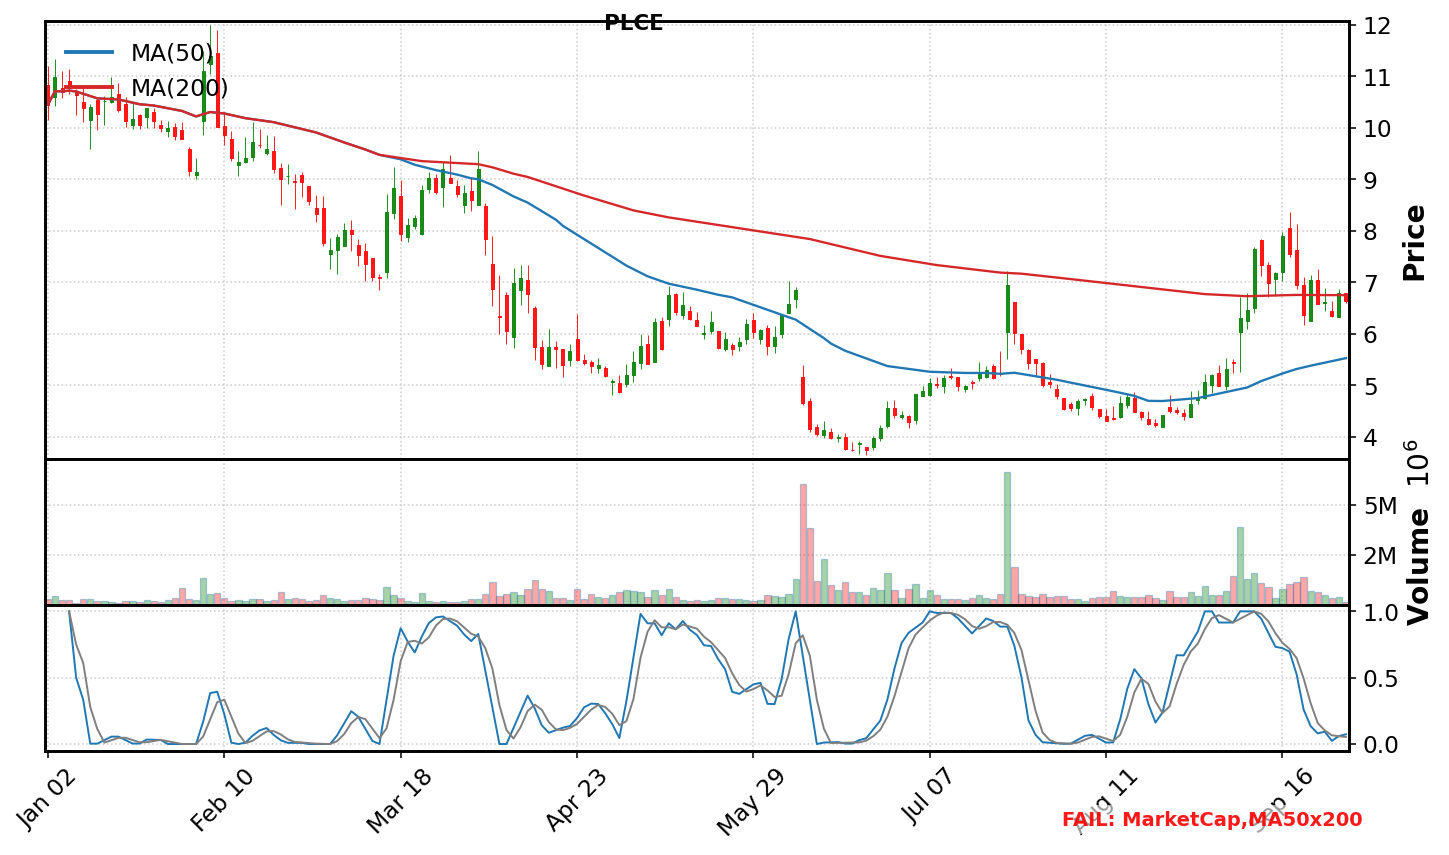 PLCE
MA(50)
MA(200)
12
11
10
9
8
7
6
5
4
Price
5M
2M
Volume 10⁶
1.0
0.5
0.0
Jan 02
Feb 10
Mar 18
Apr 23
May 29
Jul 07
Aug 11
Sep 16
FAIL: MarketCap,MA50x200